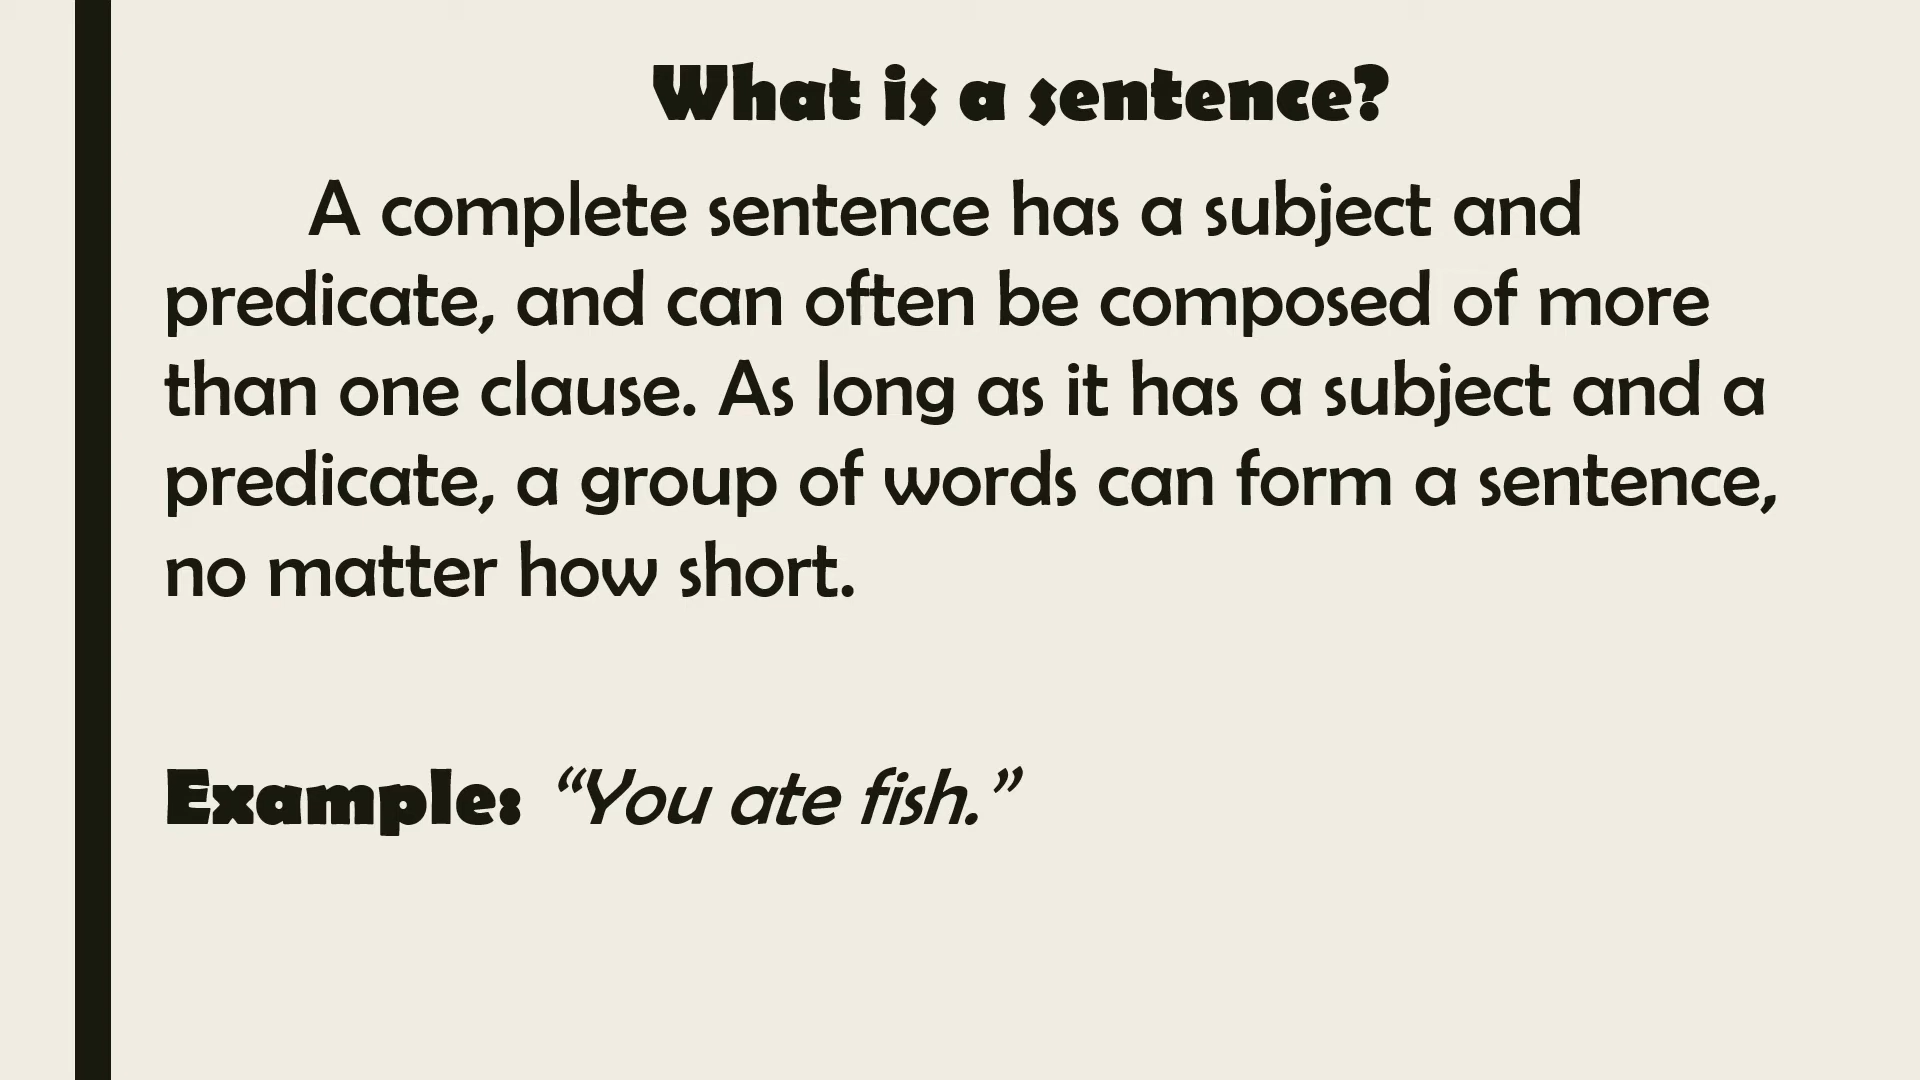 What is a sentence?
A complete sentence has a subject and
predicate, and can often be composed of more
than one clause. As long as it has a subject and a
predicate, a group of words can form a sentence,
no matter how short.
Example: “You ate fish.”